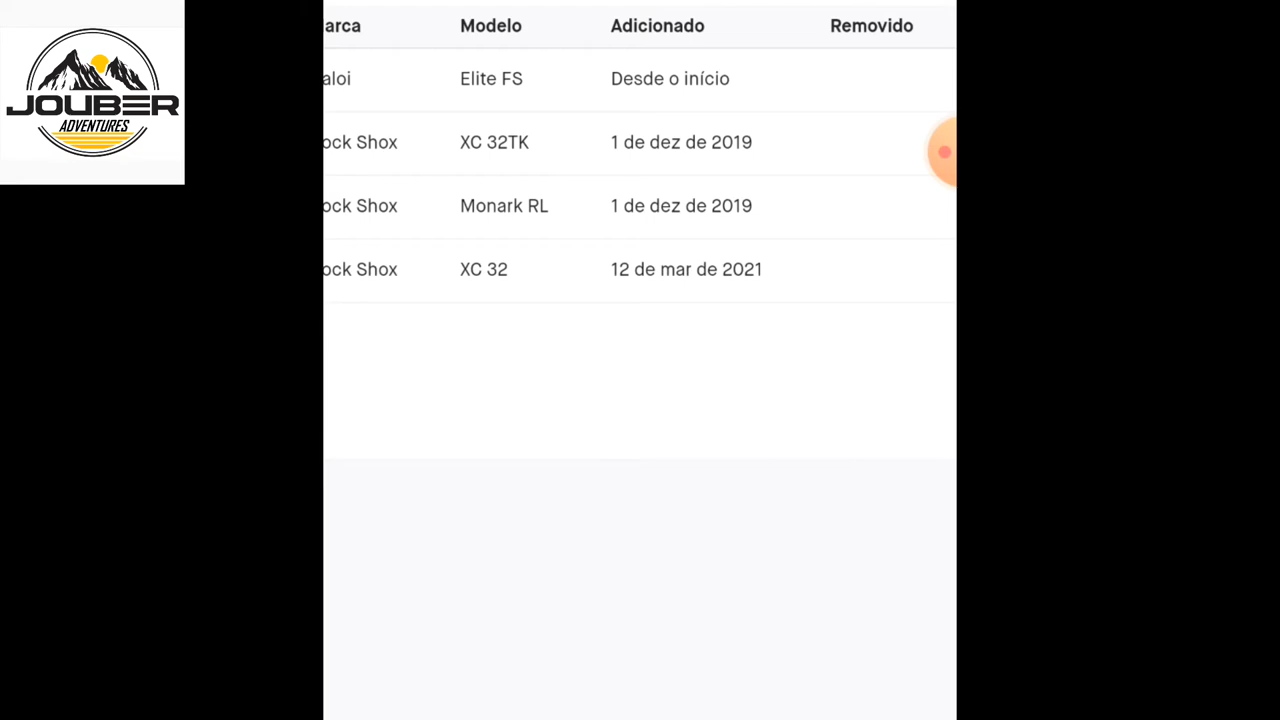 JOUBER
ADVENTURES
arca Modelo Adicionado Removido
aloi Elite FS Desde o início
ock Shox XC 32TK 1 de dez de 2019
ock Shox Monark RL 1 de dez de 2019
ock Shox XC 32 12 de mar de 2021